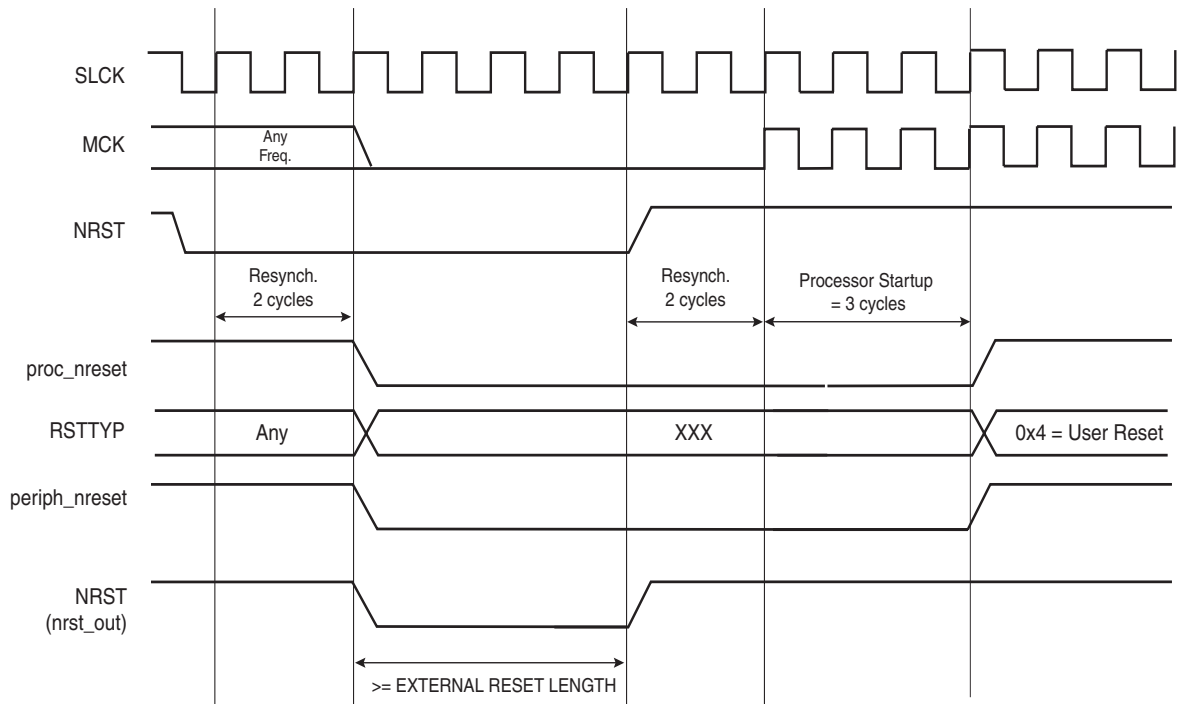 SLCK
MCK
Any
Freq.
NRST
Resynch.
2 cycles
Resynch.
2 cycles
Processor Startup
= 3 cycles
proc_nreset
RSTTYP
Any
XXX
0x4 = User Reset
periph_nreset
NRST
(nrst_out)
>= EXTERNAL RESET LENGTH